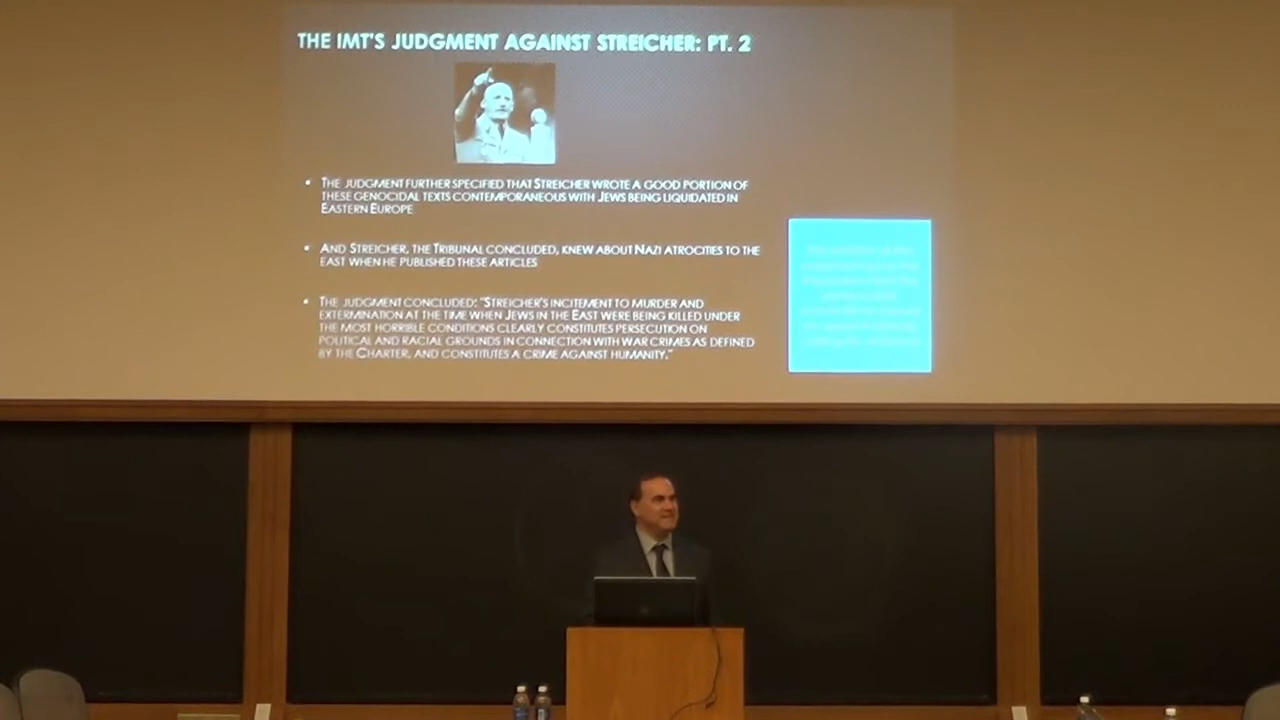 THE IMT'S JUDGMENT AGAINST STREICHER: PT. 2
• THE JUDGMENT FURTHER SPECIFIED THAT STREICHER WROTE A GOOD PORTION OF
THESE GENOCIDAL TEXTS CONTEMPORANEOUS WITH JEWS BEING LIQUIDATED IN
EASTERN EUROPE
• AND STREICHER, THE TRIBUNAL CONCLUDED, KNEW ABOUT NAZI ATROCITIES TO THE
EAST WHEN HE PUBLISHED THESE ARTICLES
• THE JUDGMENT CONCLUDED: "STREICHER'S INCITEMENT TO MURDER AND
EXTERMINATION AT THE TIME WHEN JEWS IN THE EAST WERE BEING KILLED UNDER
THE MOST HORRIBLE CONDITIONS CLEARLY CONSTITUTES PERSECUTION ON
POLITICAL AND RACIAL GROUNDS IN CONNECTION WITH WAR CRIMES AS DEFINED
BY THE CHARTER, AND CONSTITUTES A CRIME AGAINST HUMANITY."